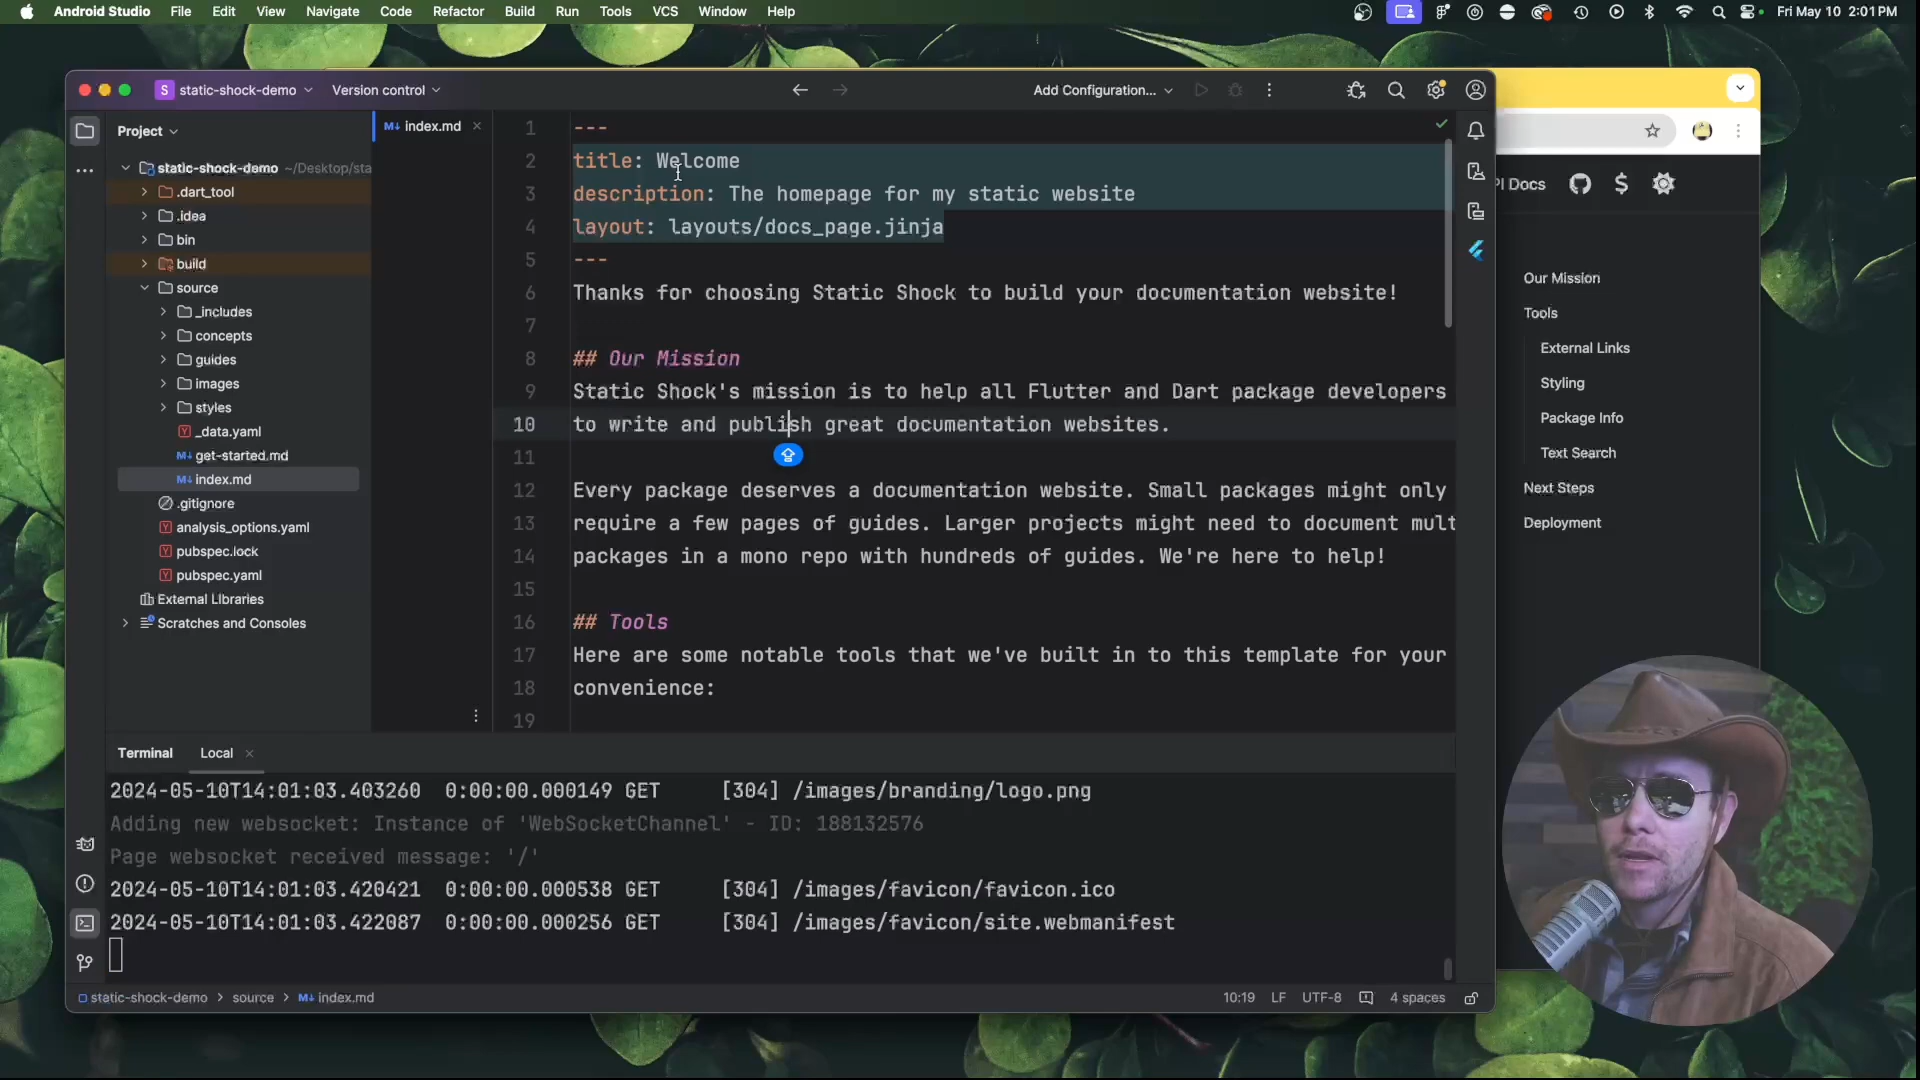 Android Studio File Edit View Navigate Code Refactor Build Run Tools VCS Window Help Fri May 10 2:01 PM
S static-shock-demo Version control Add Configuration...
Project
static-shock-demo ~/Desktop/sta
.dart_tool
.idea
bin
build
source
_includes
concepts
guides
images
styles
_data.yaml
get-started.md
index.md
.gitignore
analysis_options.yaml
pubspec.lock
pubspec.yaml
External Libraries
Scratches and Consoles
index.md
1 ---
2 title: Welcome
3 description: The homepage for my static website
4 layout: layouts/docs_page.jinja
5 ---
6 Thanks for choosing Static Shock to build your documentation website!
7
8 ## Our Mission
9 Static Shock's mission is to help all Flutter and Dart package developers
10 to write and publish great documentation websites.
11
12 Every package deserves a documentation website. Small packages might only
13 require a few pages of guides. Larger projects might need to document mult
14 packages in a mono repo with hundreds of guides. We're here to help!
15
16 ## Tools
17 Here are some notable tools that we've built in to this template for your
18 convenience:
19
PI Docs
Our Mission
Tools
External Links
Styling
Package Info
Text Search
Next Steps
Deployment
Terminal Local
2024-05-10T14:01:03.403260 0:00:00.000149 GET [304] /images/branding/logo.png
Adding new websocket: Instance of 'WebSocketChannel' - ID: 188132576
Page websocket received message: '/'
2024-05-10T14:01:03.420421 0:00:00.000538 GET [304] /images/favicon/favicon.ico
2024-05-10T14:01:03.422087 0:00:00.000256 GET [304] /images/favicon/site.webmanifest
static-shock-demo > source > M↓ index.md 10:19 LF UTF-8 4 spaces